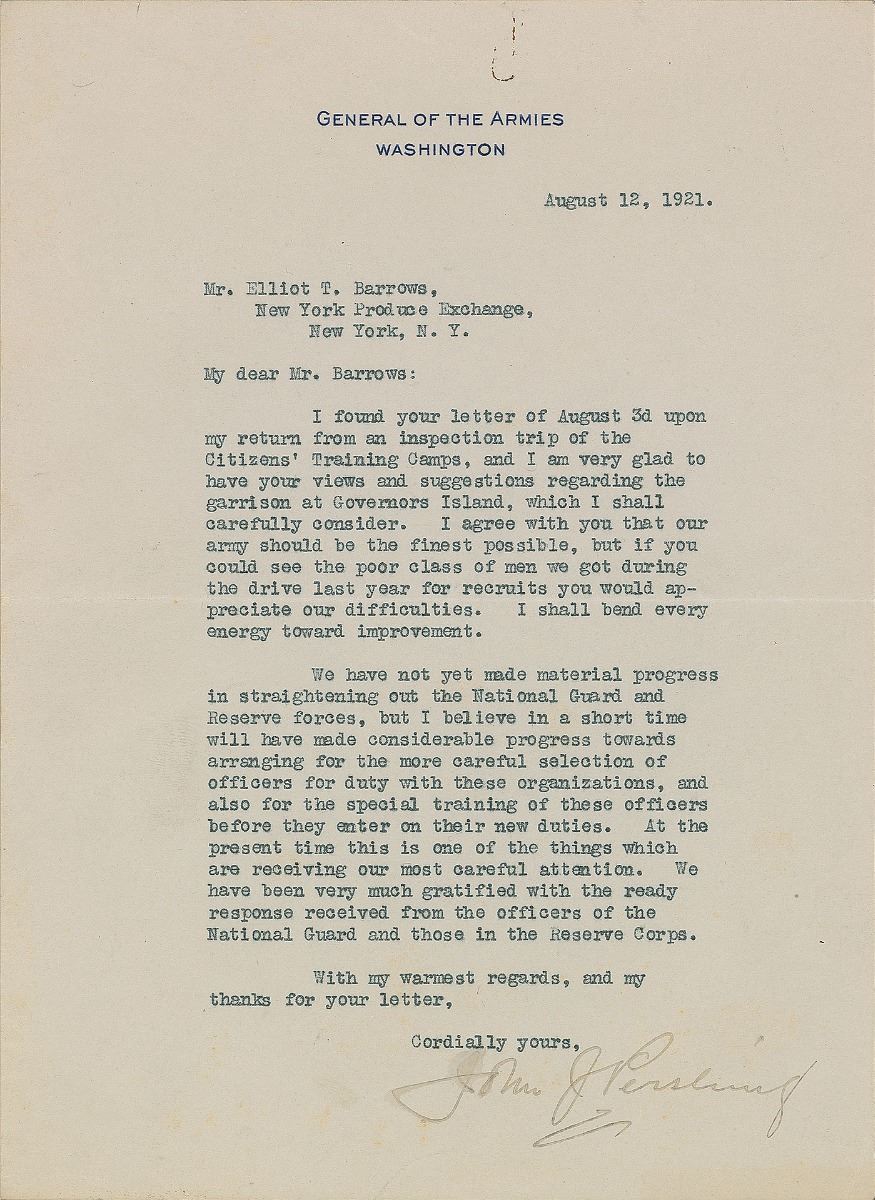 GENERAL OF THE ARMIES
WASHINGTON
August 12, 1921.
Mr. Elliot T. Barrows,
New York Produce Exchange,
New York, N. Y.
My dear Mr. Barrows:
I found your letter of August 3d upon
my return from an inspection trip of the
Citizens' Training Camps, and I am very glad to
have your views and suggestions regarding the
garrison at Governors Island, which I shall
carefully consider. I agree with you that our
army should be the finest possible, but if you
could see the poor class of men we got during
the drive last year for recruits you would ap-
preciate our difficulties. I shall bend every
energy toward improvement.
We have not yet made material progress
in straightening out the National Guard and
Reserve forces, but I believe in a short time
will have made considerable progress towards
arranging for the more careful selection of
officers for duty with these organizations, and
also for the special training of these officers
before they enter on their new duties. At the
present time this is one of the things which
are receiving our most careful attention. We
have been very much gratified with the ready
response received from the officers of the
National Guard and those in the Reserve Corps.
With my warmest regards, and my
thanks for your letter,
Cordially yours,
John J Pershing